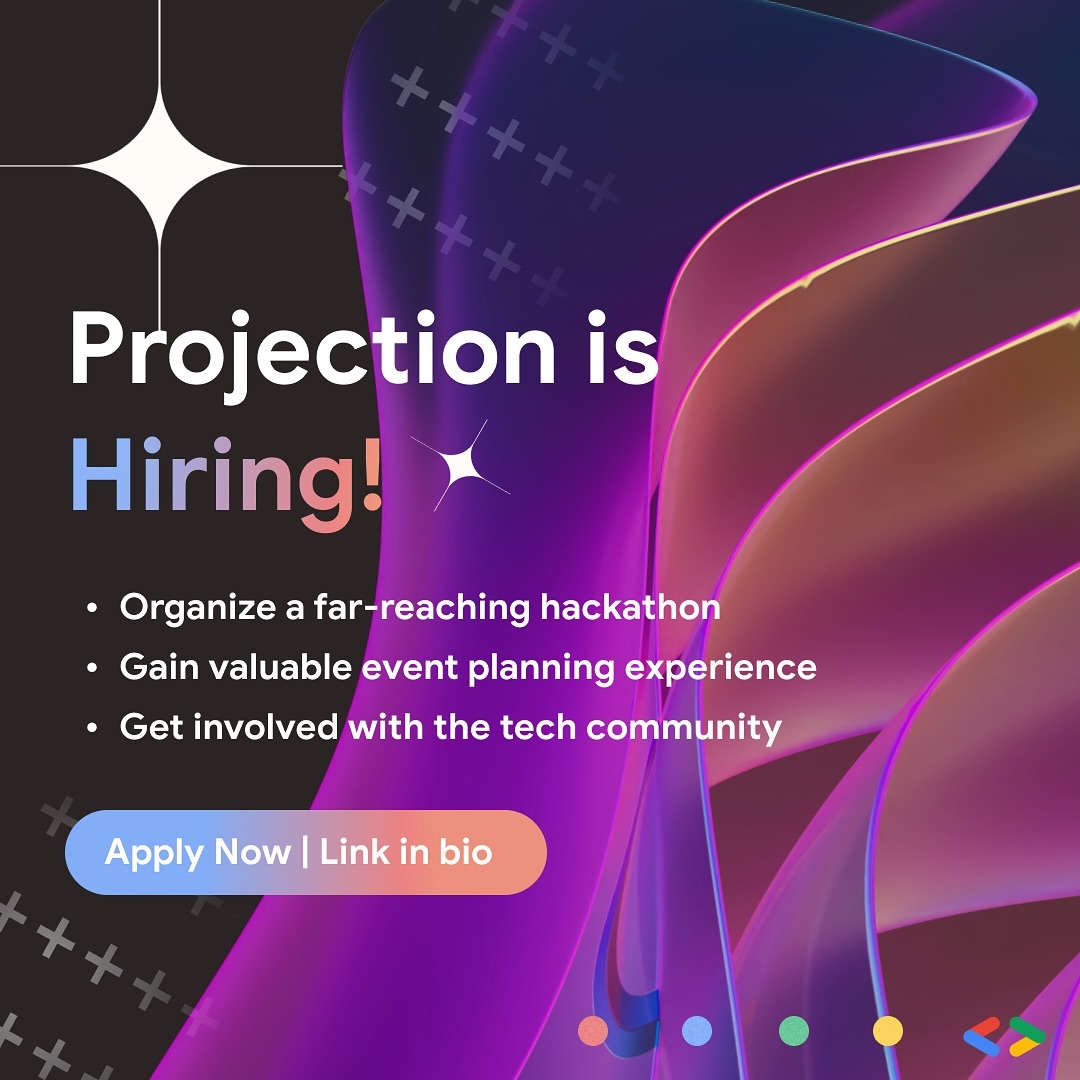 Projection is
Hiring!
• Organize a far-reaching hackathon
• Gain valuable event planning experience
• Get involved with the tech community
Apply Now | Link in bio